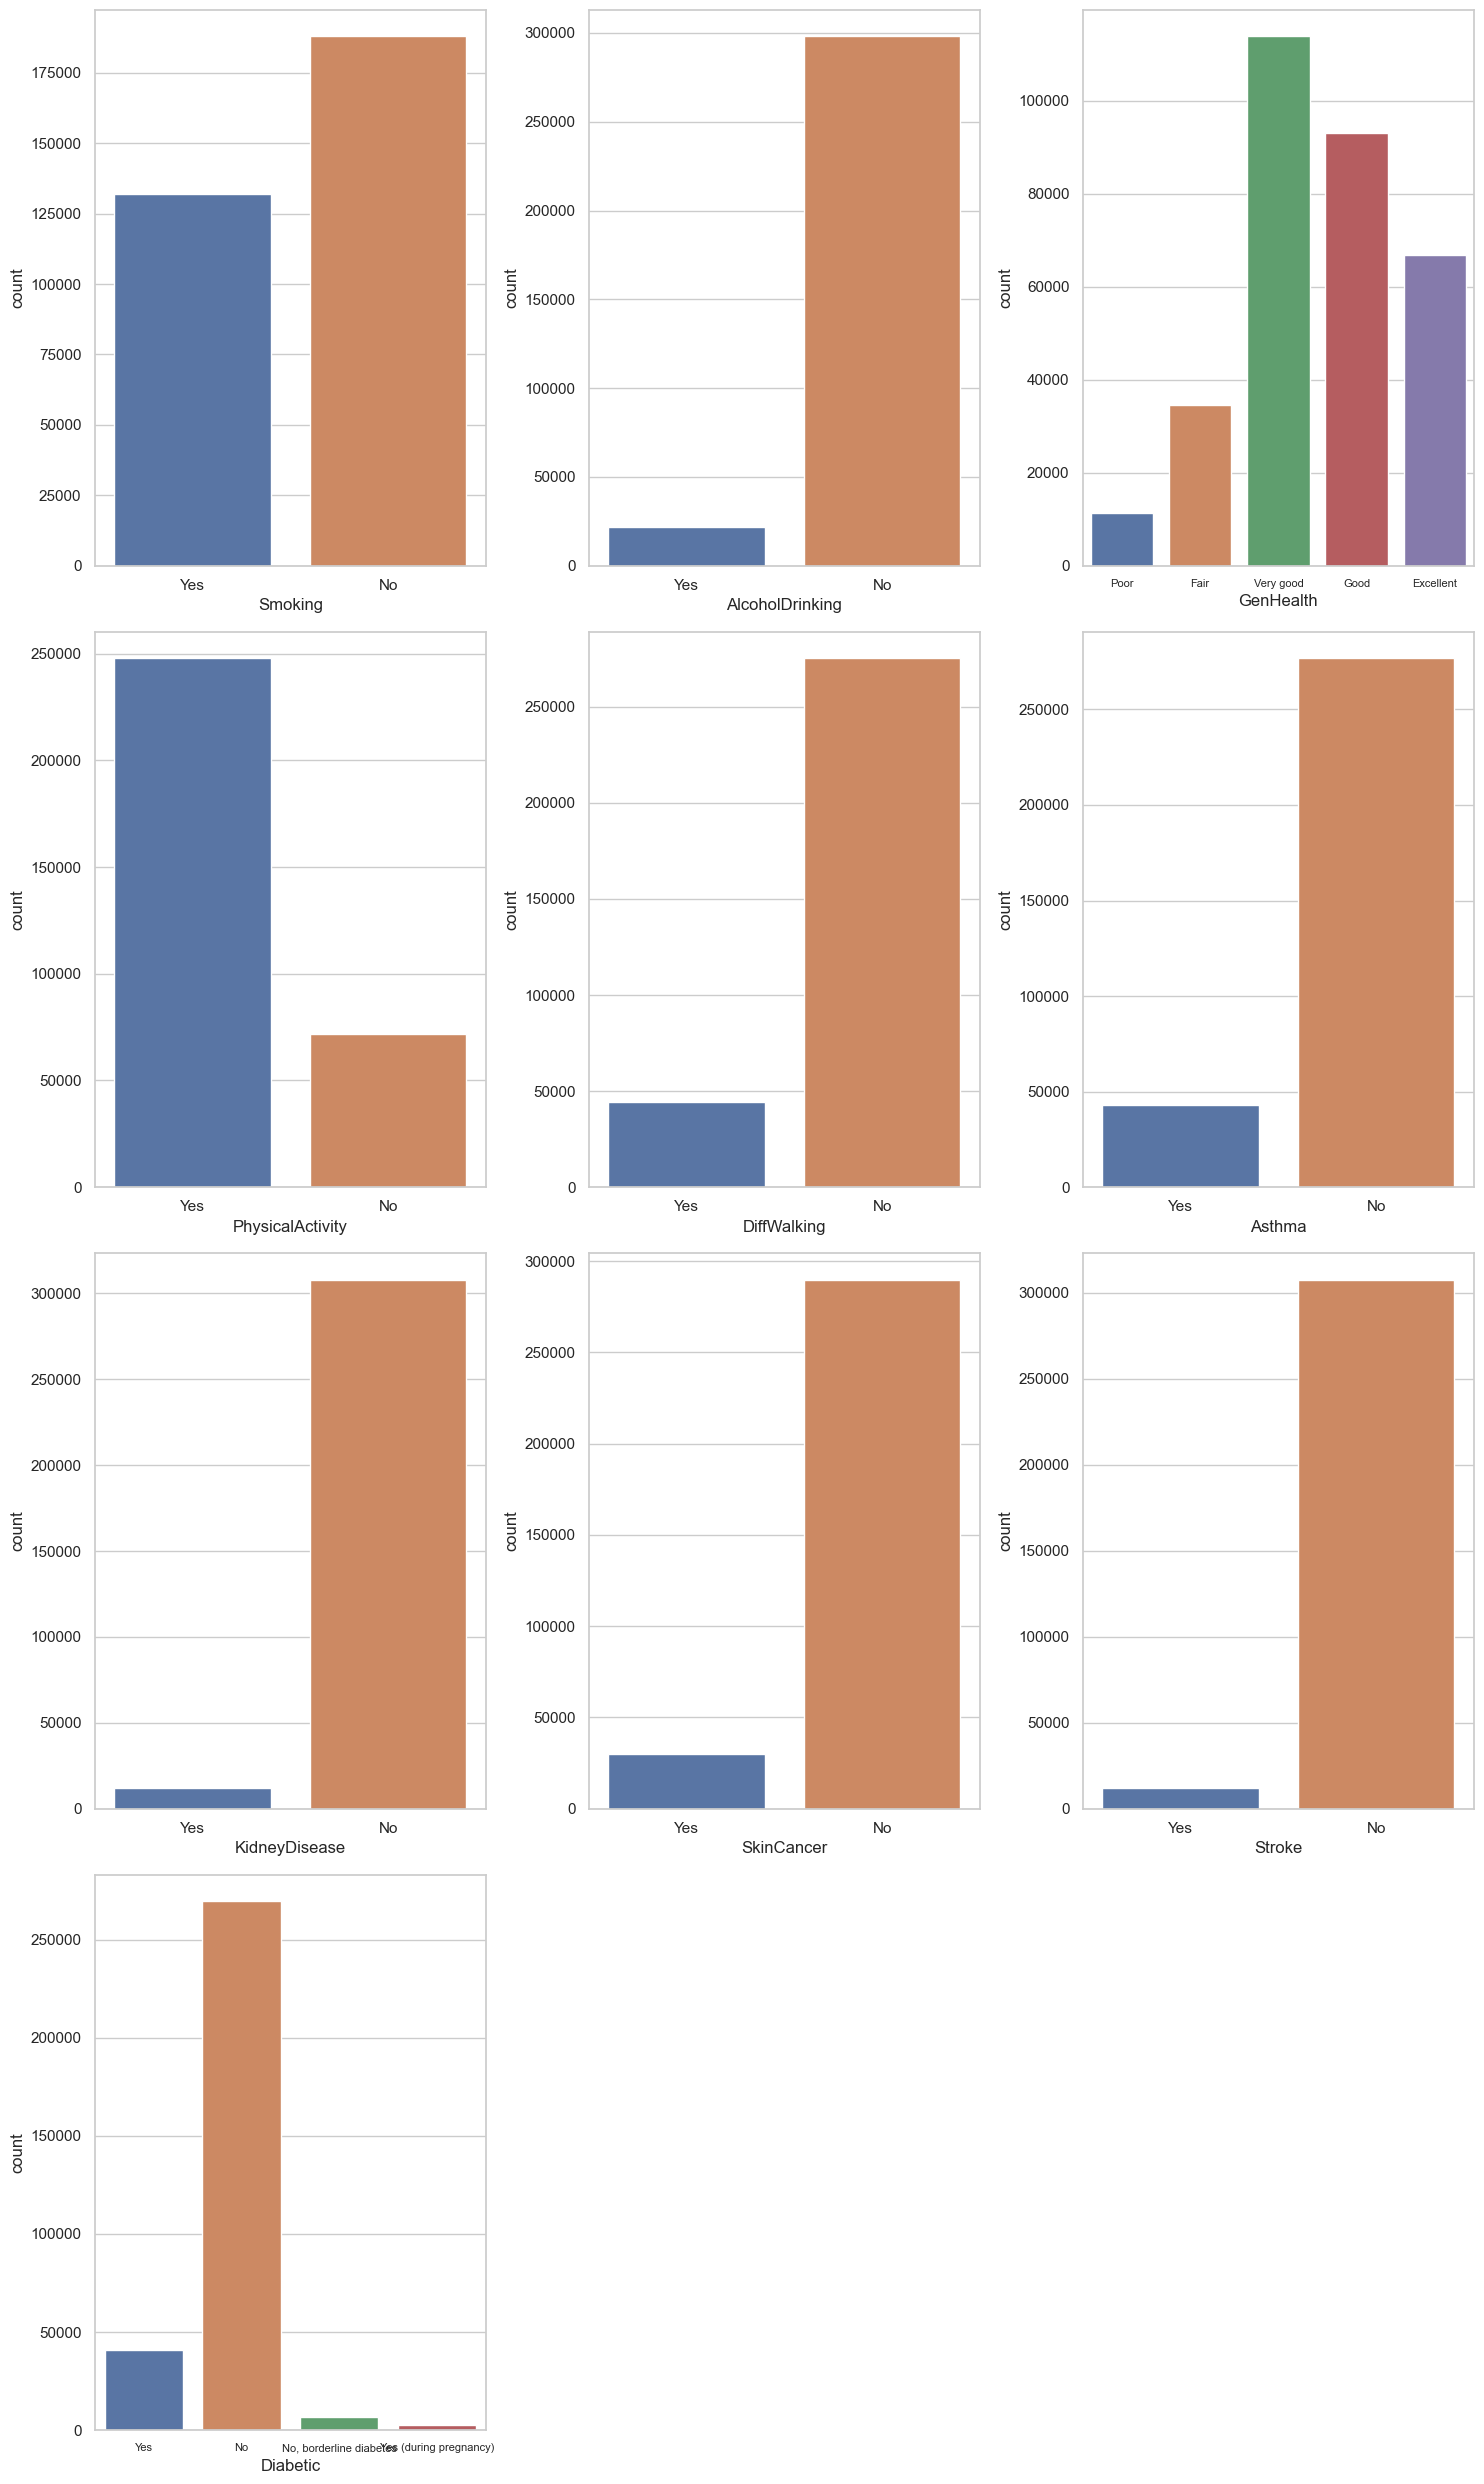 175000
150000
125000
100000
75000
50000
25000
0
count
Yes No
Smoking
300000
250000
200000
150000
100000
50000
0
count
Yes No
AlcoholDrinking
100000
80000
60000
40000
20000
0
count
Poor Fair Very good Good Excellent
GenHealth
250000
200000
150000
100000
50000
0
count
Yes No
PhysicalActivity
250000
200000
150000
100000
50000
0
count
Yes No
DiffWalking
250000
200000
150000
100000
50000
0
count
Yes No
Asthma
300000
250000
200000
150000
100000
50000
0
count
Yes No
KidneyDisease
300000
250000
200000
150000
100000
50000
0
count
Yes No
SkinCancer
300000
250000
200000
150000
100000
50000
0
count
Yes No
Stroke
250000
200000
150000
100000
50000
0
count
Yes No No, borderline diabetes Yes (during pregnancy)
Diabetic